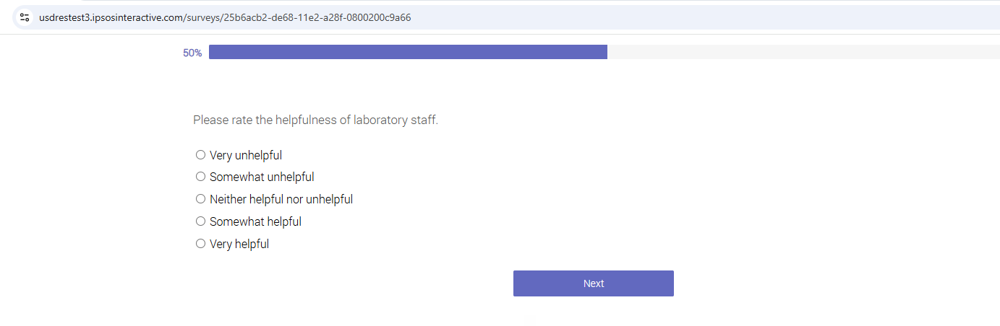 usdrestest3.ipsosinteractive.com/surveys/25b6acb2-de68-11e2-a28f-0800200c9a66
50%
Please rate the helpfulness of laboratory staff.
Very unhelpful
Somewhat unhelpful
Neither helpful nor unhelpful
Somewhat helpful
Very helpful
Next